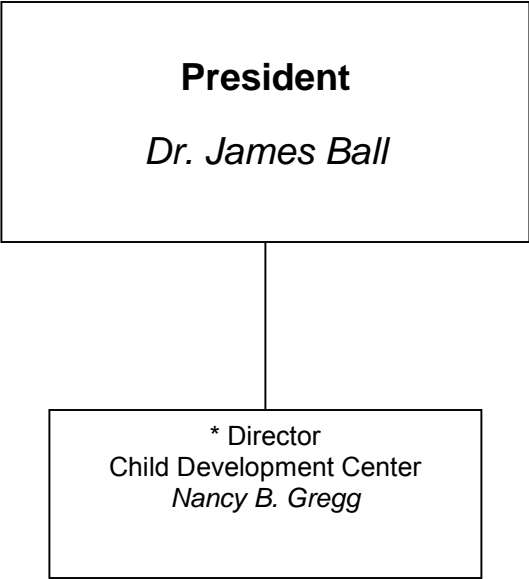 President
Dr. James Ball
* Director
Child Development Center
Nancy B. Gregg